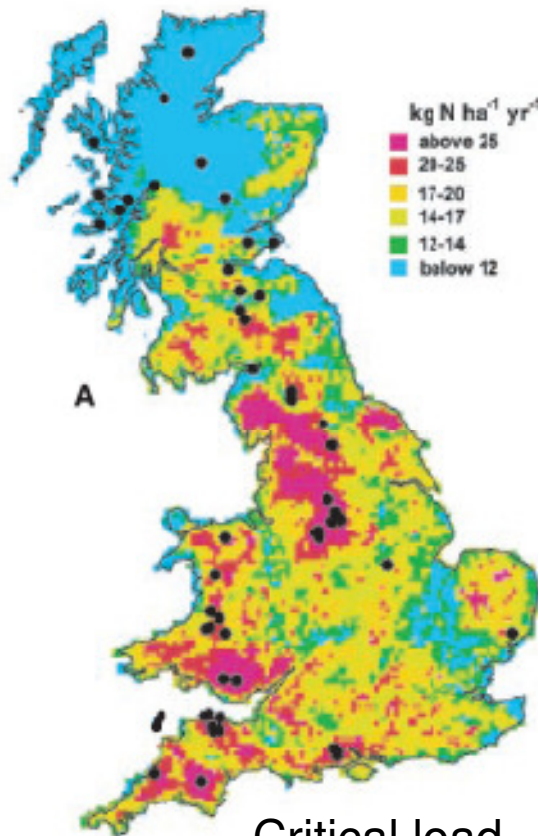 kg N ha⁻¹ yr⁻¹
above 25
20-25
17-20
14-17
12-14
below 12
A
Critical load